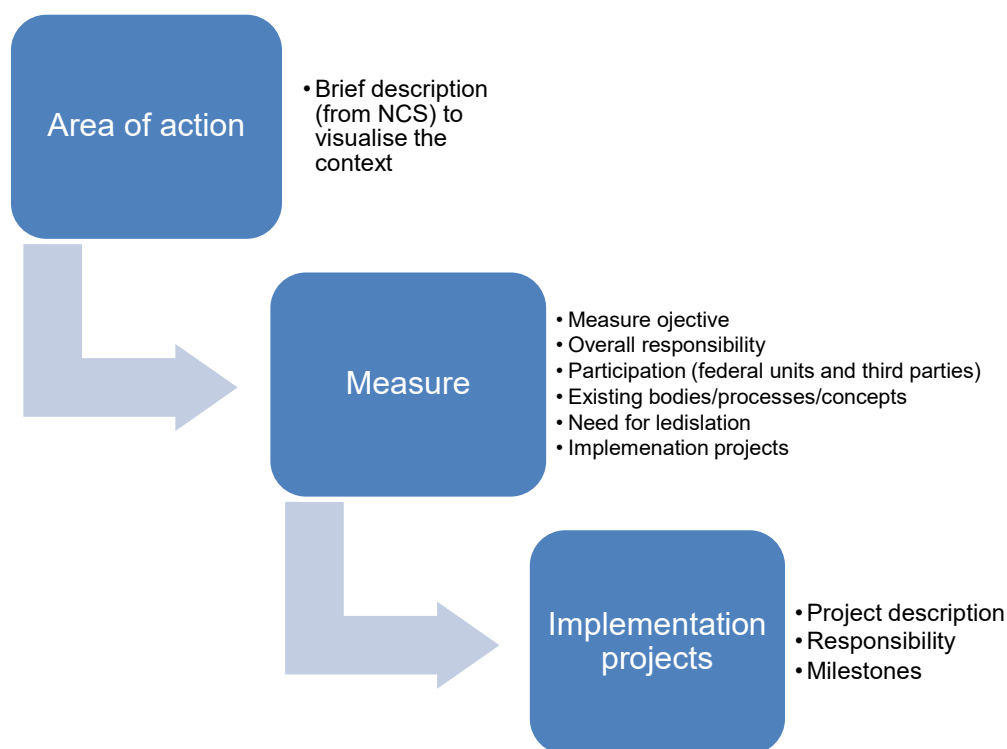 Area of action
• Brief description
(from NCS) to
visualise the
context
Measure
• Measure ojective
• Overall responsibility
• Participation (federal units and third parties)
• Existing bodies/processes/concepts
• Need for ledislation
• Implemenation projects
Implementation
projects
• Project description
• Responsibility
• Milestones